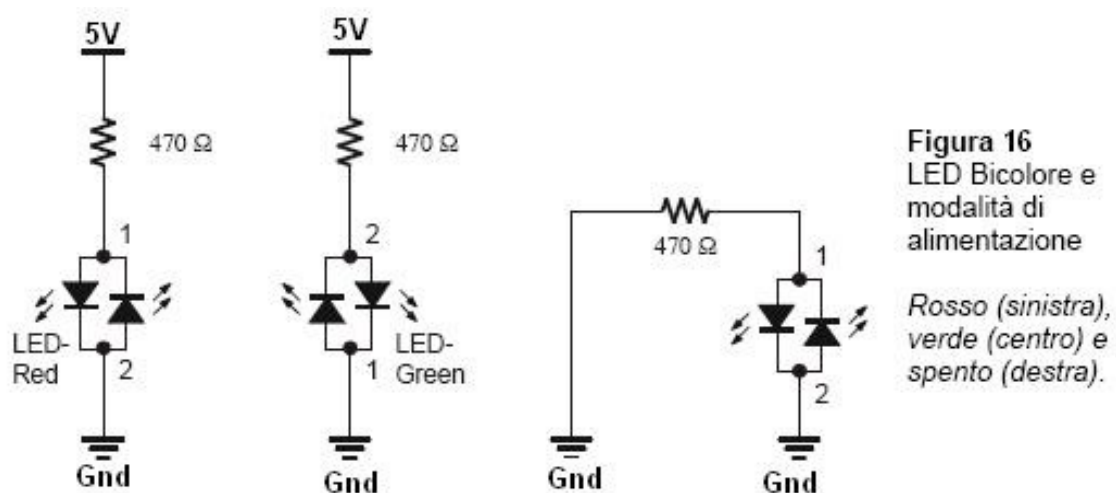 5V
470 Ω
1
LED-
Red
2
Gnd
5V
470 Ω
2
LED-
Green
1
Gnd
470 Ω
1
2
Gnd
Gnd
Figura 16
LED Bicolore e
modalità di
alimentazione
Rosso (sinistra),
verde (centro) e
spento (destra).